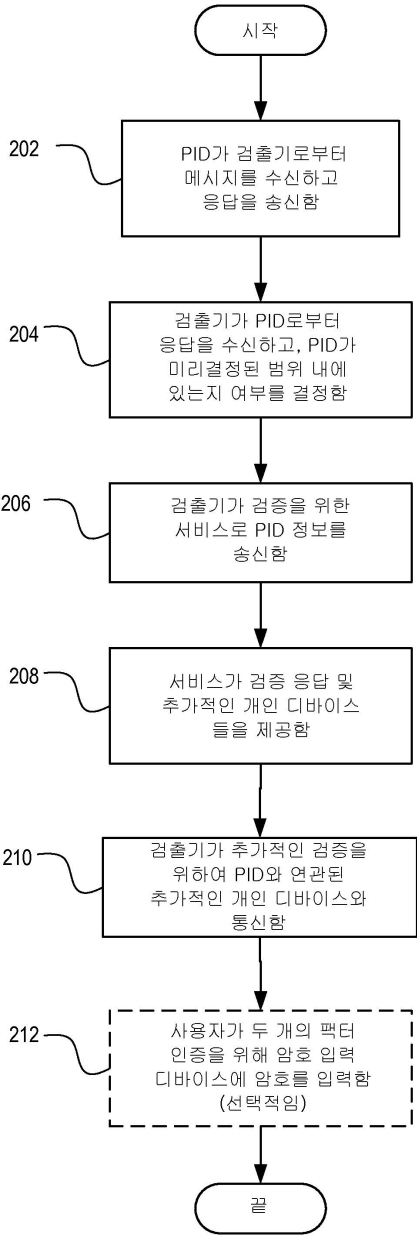 시작
202
PID가 검출기로부터
메시지를 수신하고
응답을 송신함
204
검출기가 PID로부터
응답을 수신하고, PID가
미리결정된 범위 내에
있는지 여부를 결정함
206
검출기가 검증을 위한
서비스로 PID 정보를
송신함
208
서비스가 검증 응답 및
추가적인 개인 디바이스
들을 제공함
210
검출기가 추가적인 검증을
위하여 PID와 연관된
추가적인 개인 디바이스와
통신함
212
사용자가 두 개의 팩터
인증을 위해 암호 입력
디바이스에 암호를 입력함
(선택적임)
끝